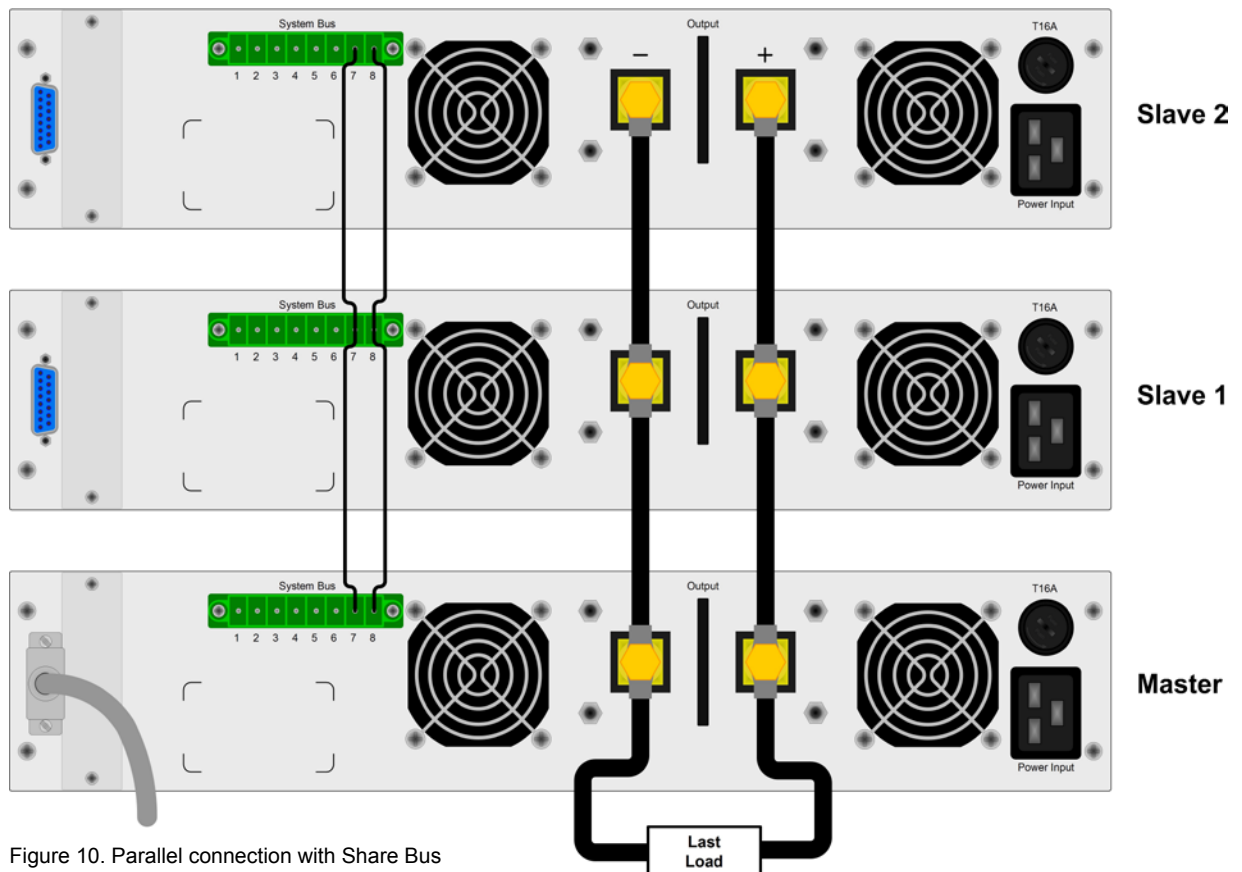 System Bus
Output
T16A
− +
1 2 3 4 5 6 7 8
Slave 2
Power Input
System Bus
Output
T16A
1 2 3 4 5 6 7 8
Slave 1
Power Input
System Bus
Output
T16A
1 2 3 4 5 6 7 8
Master
Power Input
Last
Load
Figure 10. Parallel connection with Share Bus